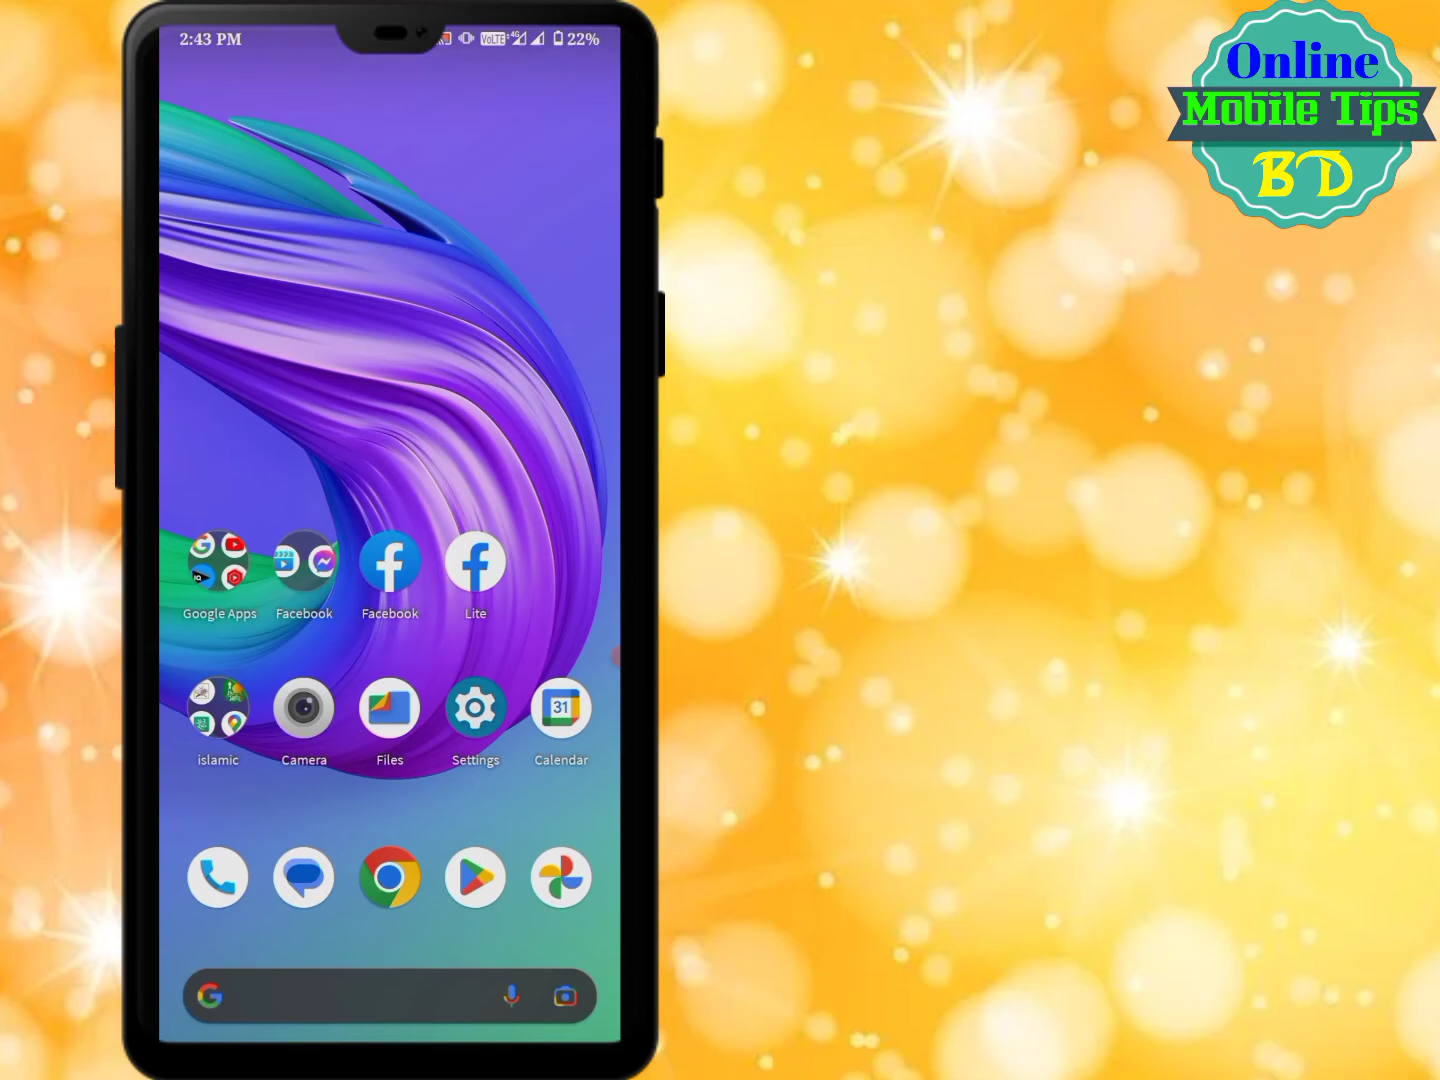 2:43 PM
VoLTE 4G 22%
Online
Mobile Tips
BD
Google Apps
Facebook
Facebook
Lite
31
islamic
Camera
Files
Settings
Calendar